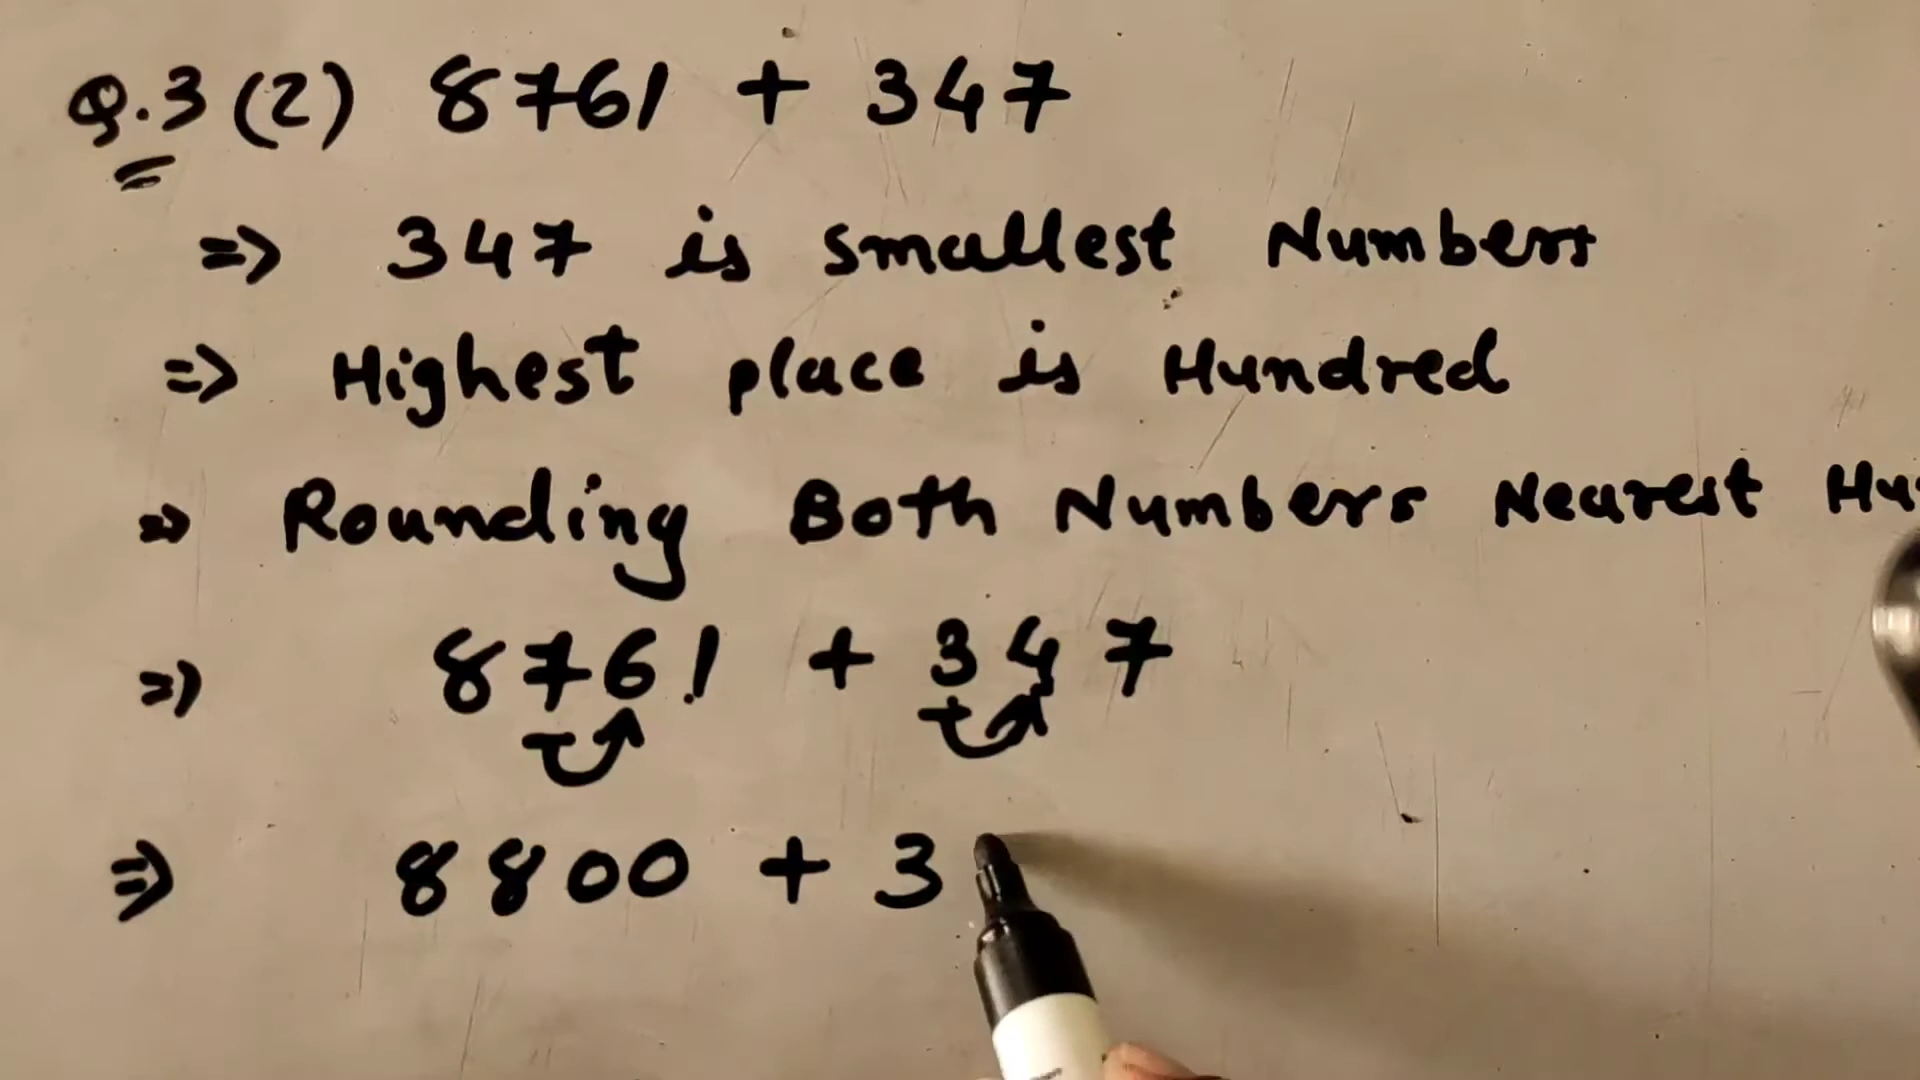 Q.3 (2) 8761 + 347
=> 347 is smallest Numbers
=> Highest place is Hundred
=> Rounding Both Numbers Nearest Hu
=> 8761 + 347
=> 8800 + 3